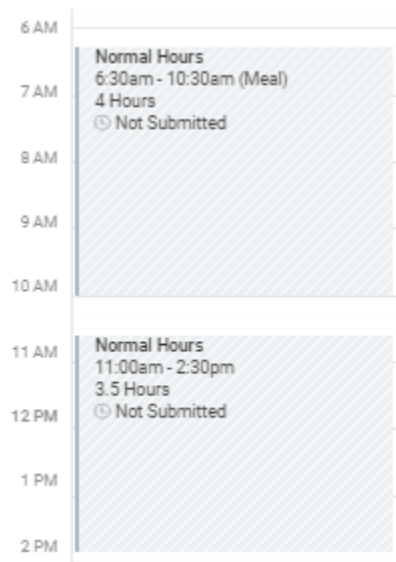 6 AM
Normal Hours
6:30am - 10:30am (Meal)
7 AM
4 Hours
Not Submitted
8 AM
9 AM
10 AM
Normal Hours
11 AM
11:00am - 2:30pm
3.5 Hours
Not Submitted
12 PM
1 PM
2 PM